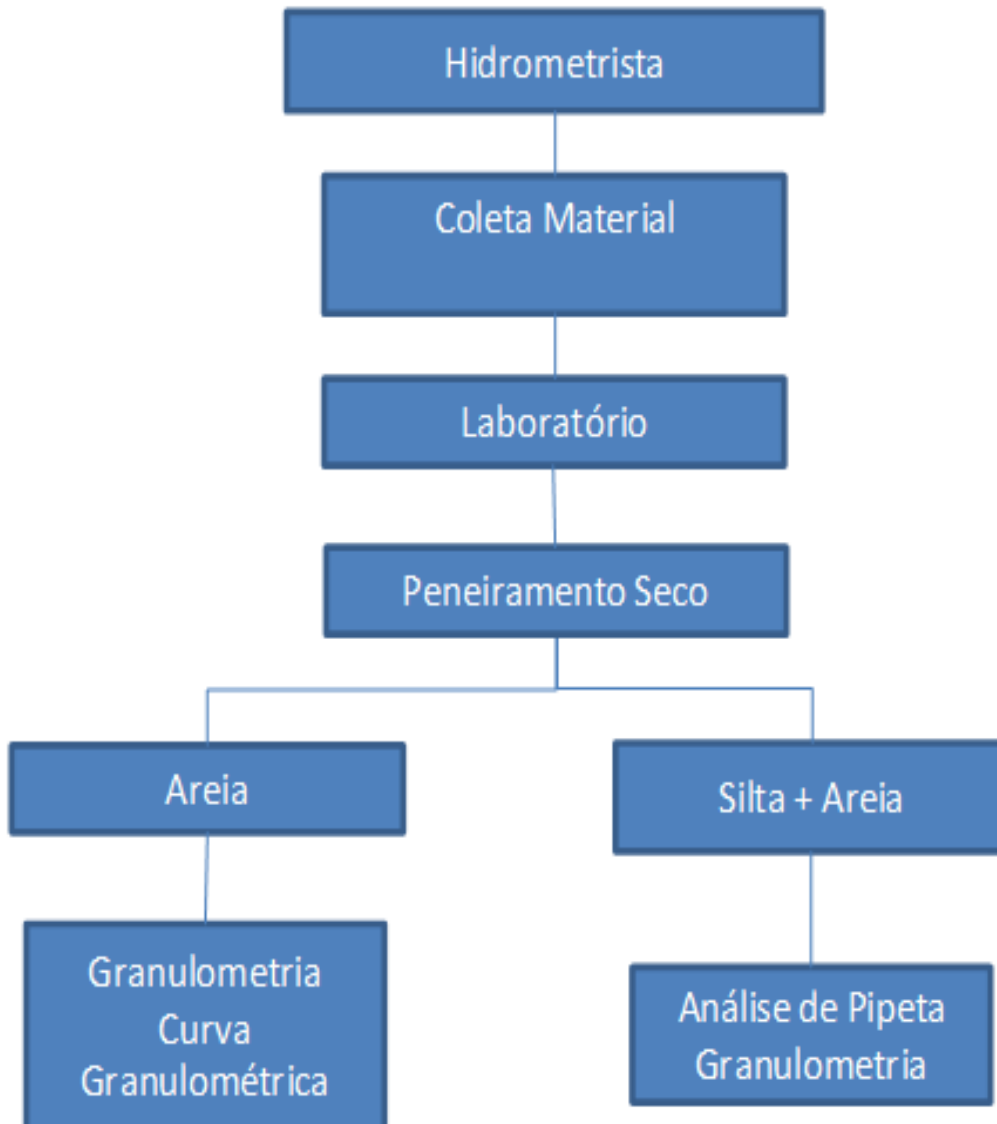 Hidrometrista
Coleta Material
Laboratório
Peneiramento Seco
Areia
Silta + Areia
Granulometria
Curva
Granulométrica
Análise de Pipeta
Granulometria